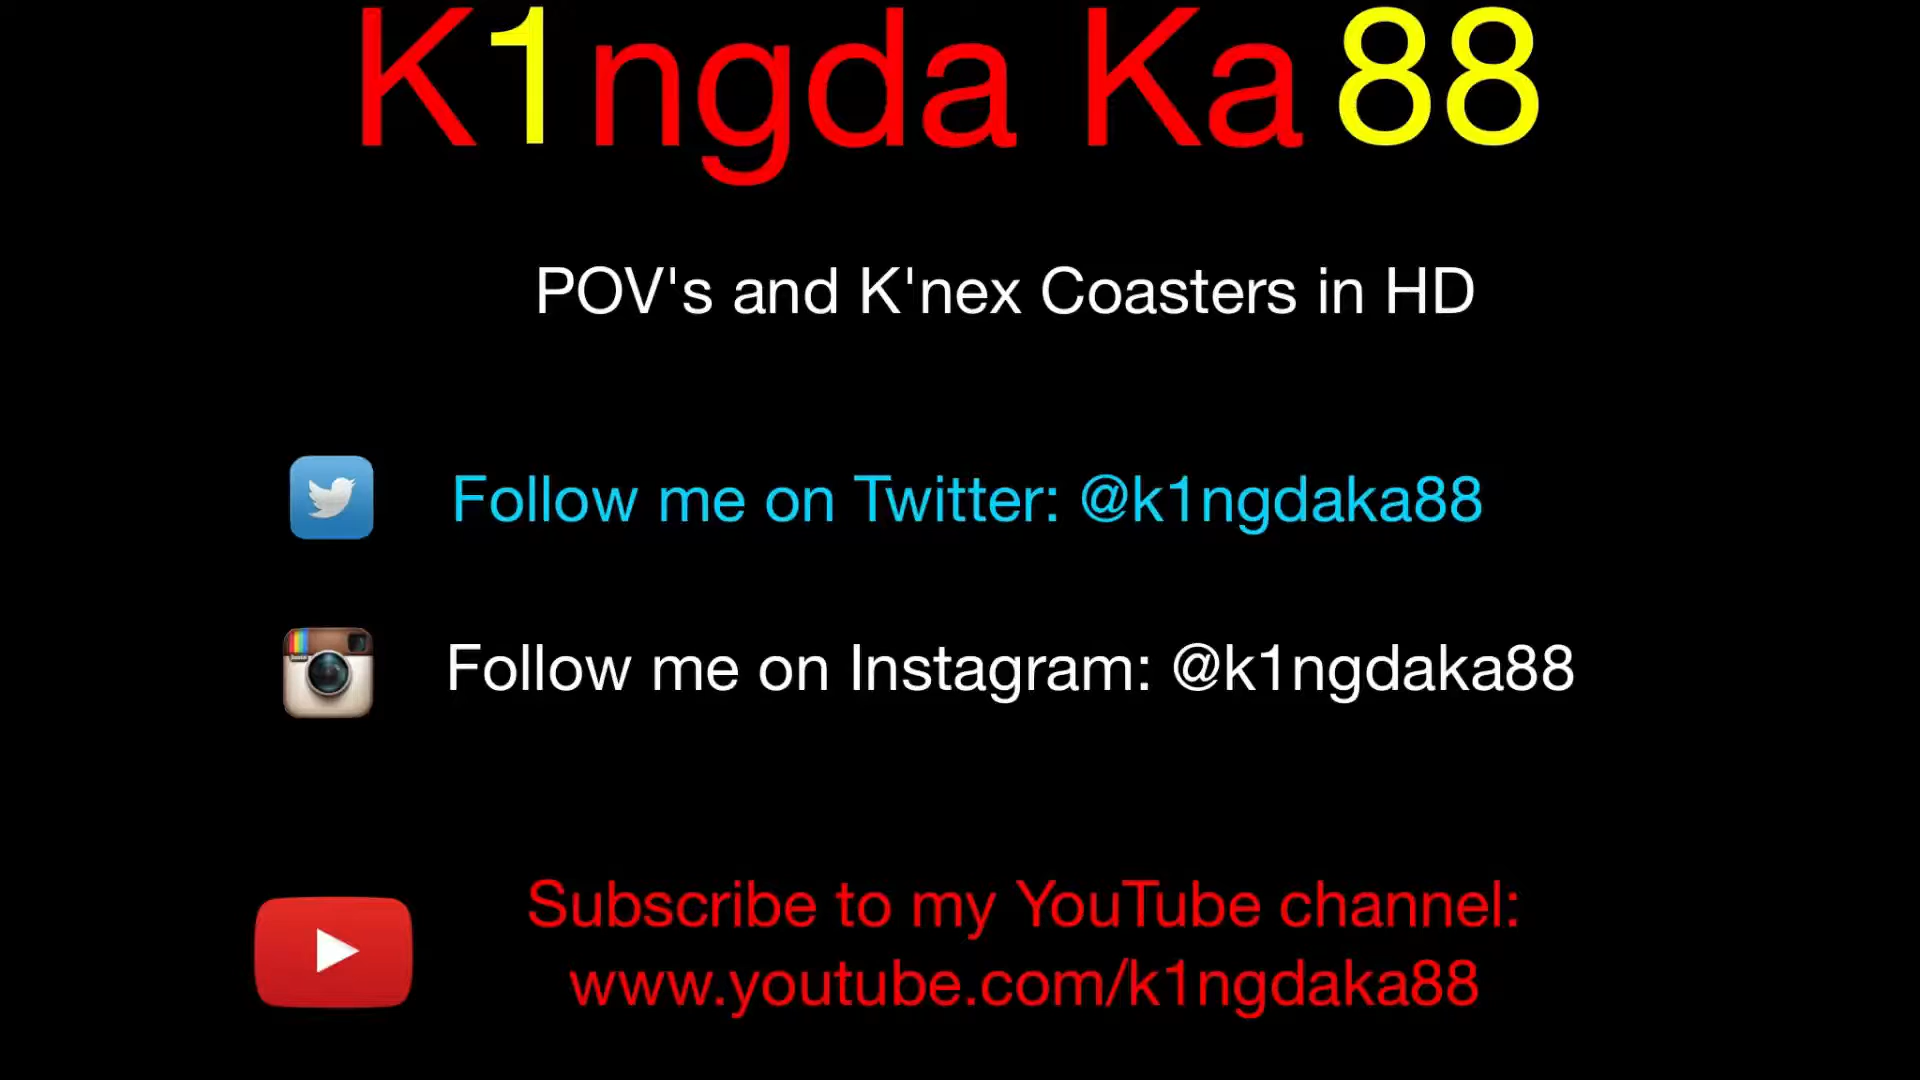 K1ngda Ka 88
POV's and K'nex Coasters in HD
Follow me on Twitter: @k1ngdaka88
Follow me on Instagram: @k1ngdaka88
Subscribe to my YouTube channel:
www.youtube.com/k1ngdaka88